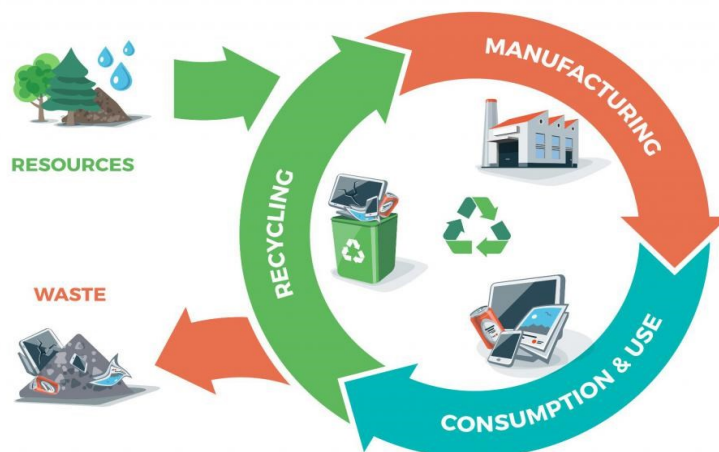 RESOURCES
WASTE
RECYCLING
MANUFACTURING
CONSUMPTION & USE